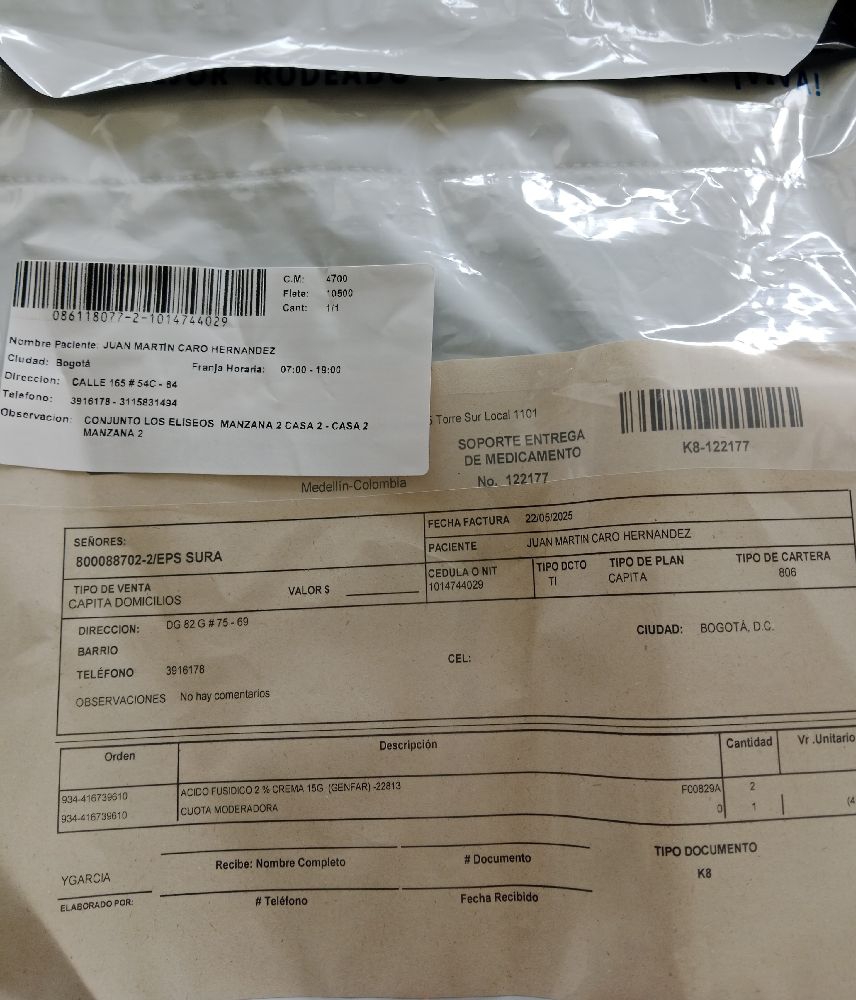 RODEADO
086118077-2-1014744029
C.M: 4700
Flete: 10500
Cant: 1/1
Nombre Paciente: JUAN MARTIN CARO HERNANDEZ
Ciudad: Bogotá Franja Horaria: 07:00 - 19:00
Direccion: CALLE 165 # 54C - 84
Telefono: 3916178 - 3115831494
Observacion: CONJUNTO LOS ELISEOS MANZANA 2 CASA 2 - CASA 2
MANZANA 2
Torre Sur Local 1101
SOPORTE ENTREGA
DE MEDICAMENTO
No. 122177
K8-122177
Medellín-Colombia
SEÑORES:
800088702-2/EPS SURA
FECHA FACTURA 22/05/2025
PACIENTE JUAN MARTIN CARO HERNANDEZ
TIPO DE VENTA
CAPITA DOMICILIOS
VALOR $
CEDULA O NIT
1014744029
TIPO DCTO
TI
TIPO DE PLAN
CAPITA
TIPO DE CARTERA
806
DIRECCION: DG 82 G # 75 - 69
CIUDAD: BOGOTÁ, D.C.
BARRIO
TELÉFONO 3916178
CEL:
OBSERVACIONES No hay comentarios
Orden Descripción Cantidad Vr .Unitario
934-416739610 ACIDO FUSIDICO 2 % CREMA 15G (GENFAR) -22813 F00829A 2
934-416739610 CUOTA MODERADORA 0 1 (4
Recibe: Nombre Completo # Documento
TIPO DOCUMENTO
K8
YGARCIA
ELABORADO POR: # Teléfono Fecha Recibido